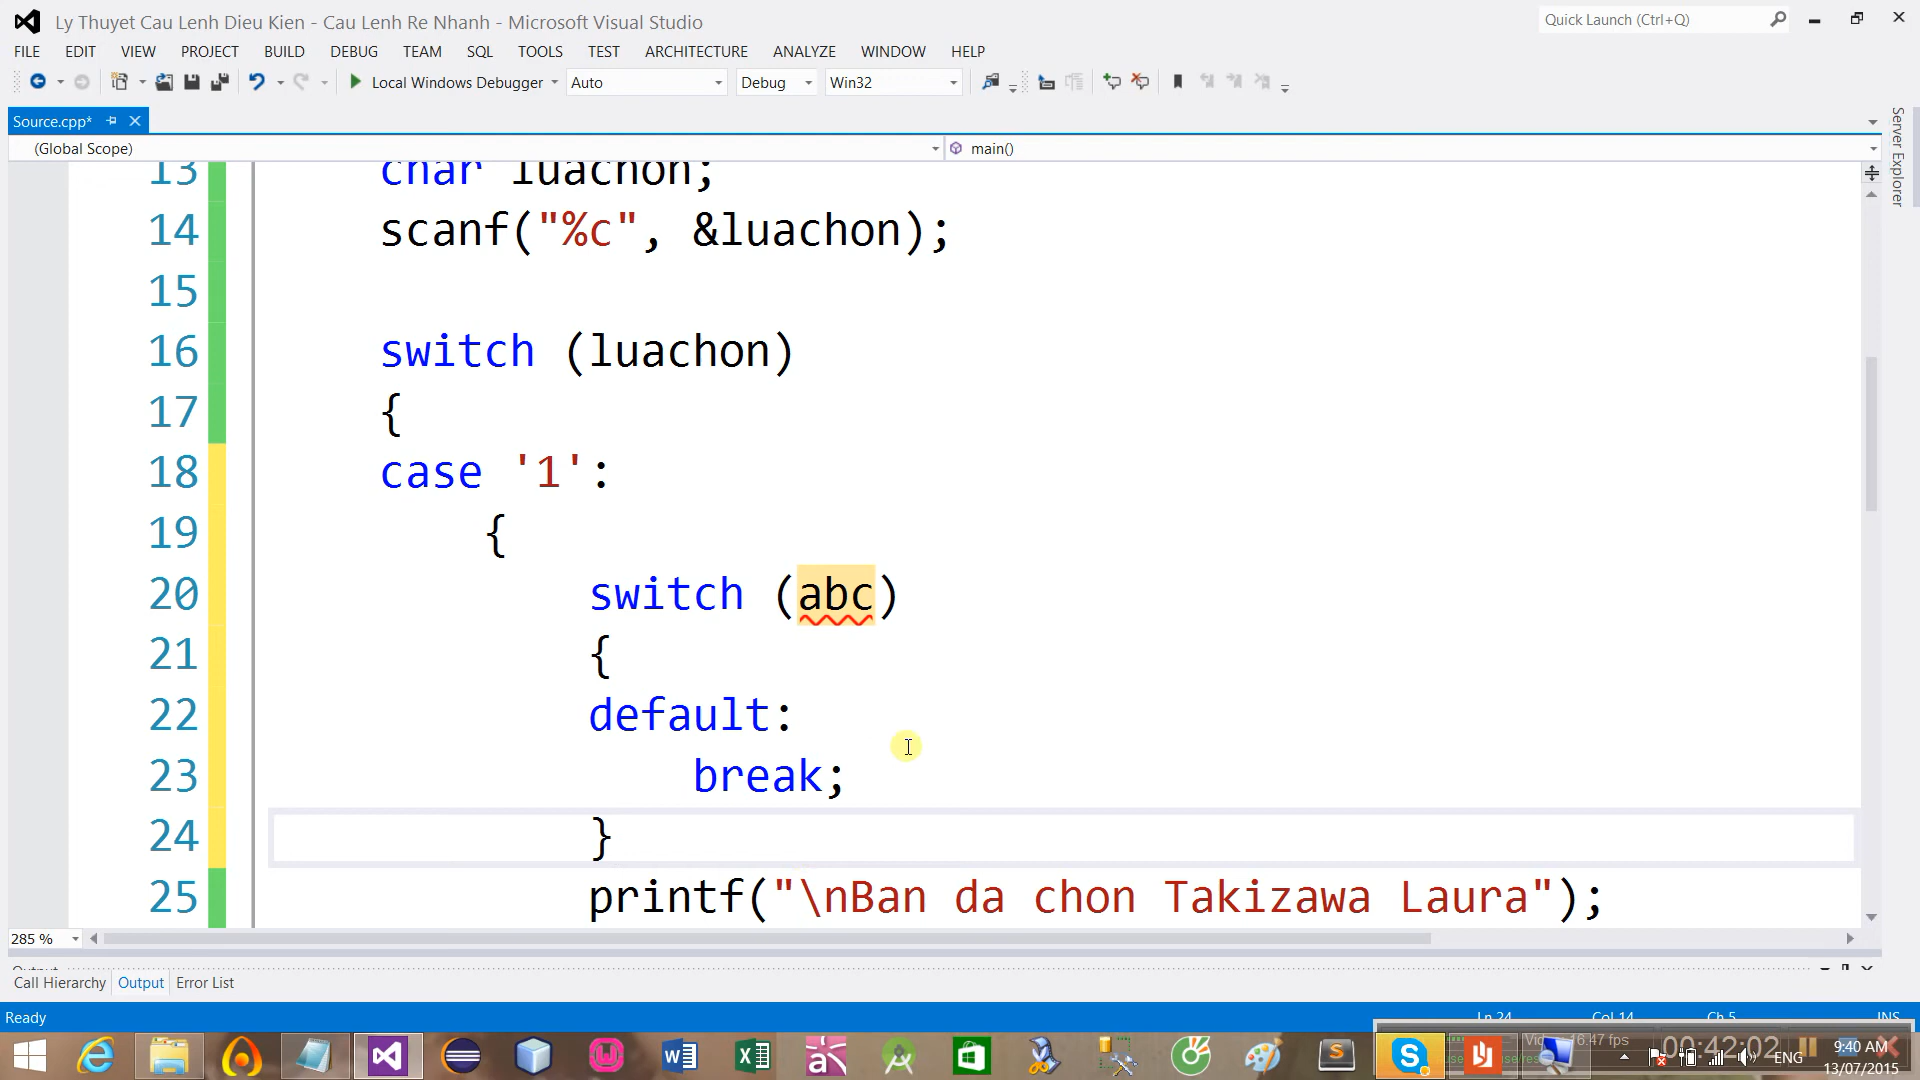 Ly Thuyet Cau Lenh Dieu Kien - Cau Lenh Re Nhanh - Microsoft Visual Studio
Quick Launch (Ctrl+Q)
FILE EDIT VIEW PROJECT BUILD DEBUG TEAM SQL TOOLS TEST ARCHITECTURE ANALYZE WINDOW HELP
Local Windows Debugger Auto Debug Win32
Source.cpp*
(Global Scope) main()
Server Explorer
13 char luachon;
14 scanf("%c", &luachon);
15
16 switch (luachon)
17 {
18 case '1':
19 {
20 switch (abc)
21 {
22 default:
23 break;
24 }
25 printf("\nBan da chon Takizawa Laura");
285 %
Output
Call Hierarchy Output Error List
Ready Ln 24 Col 14 Ch 5 INS
00:42:02
ENG
9:40 AM
13/07/2015